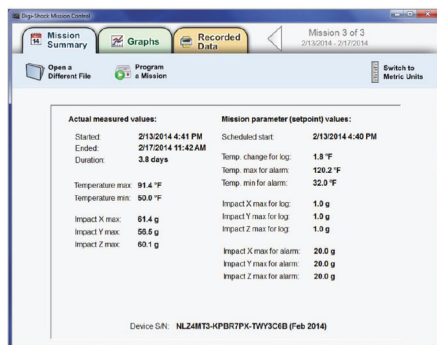 Digi-Shock Mission Control
Mission Summary
Graphs
Recorded Data
Mission 3 of 3
2/13/2014 - 2/17/2014
Open a Different File
Program a Mission
Switch to Metric Units
Actual measured values:
Started: 2/13/2014 4:41 PM
Ended: 2/17/2014 11:42 AM
Duration: 3.8 days
Temperature max: 91.4 °F
Temperature min: 50.0 °F
Impact X max: 61.4 g
Impact Y max: 56.5 g
Impact Z max: 60.1 g
Mission parameter (setpoint) values:
Scheduled start: 2/13/2014 4:40 PM
Temp. change for log: 1.8 °F
Temp. max for alarm: 120.2 °F
Temp. min for alarm: 32.0 °F
Impact X max for log: 1.0 g
Impact Y max for log: 1.0 g
Impact Z max for log: 1.0 g
Impact X max for alarm: 20.0 g
Impact Y max for alarm: 20.0 g
Impact Z max for alarm: 20.0 g
Device S/N: NLZ4MT3-KPBR7PX-TWY3C6B (Feb 2014)